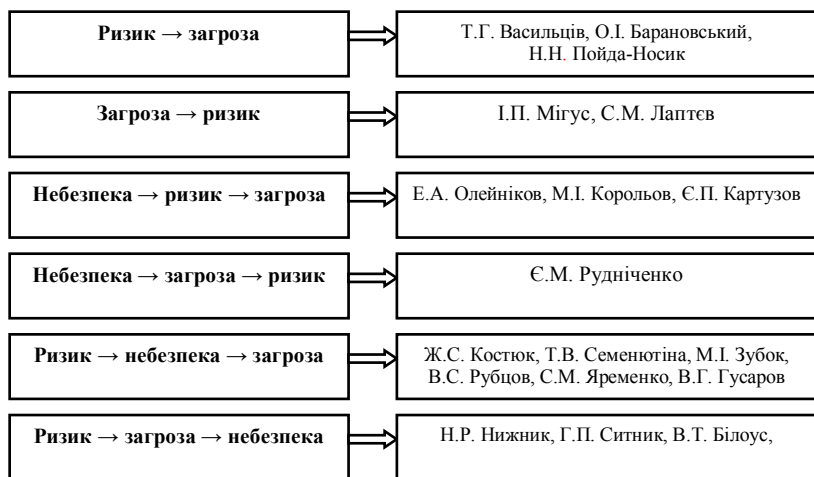 Ризик → загроза
Т.Г. Васильців, О.І. Барановський,
Н.Н. Пойда-Носик
Загроза → ризик
І.П. Мігус, С.М. Лаптєв
Небезпека → ризик → загроза
Е.А. Олейніков, М.І. Корольов, Є.П. Картузов
Небезпека → загроза → ризик
Є.М. Рудніченко
Ризик → небезпека → загроза
Ж.С. Костюк, Т.В. Семенютіна, М.І. Зубок,
В.С. Рубцов, С.М. Яременко, В.Г. Гусаров
Ризик → загроза → небезпека
Н.Р. Нижник, Г.П. Ситник, В.Т. Білоус,